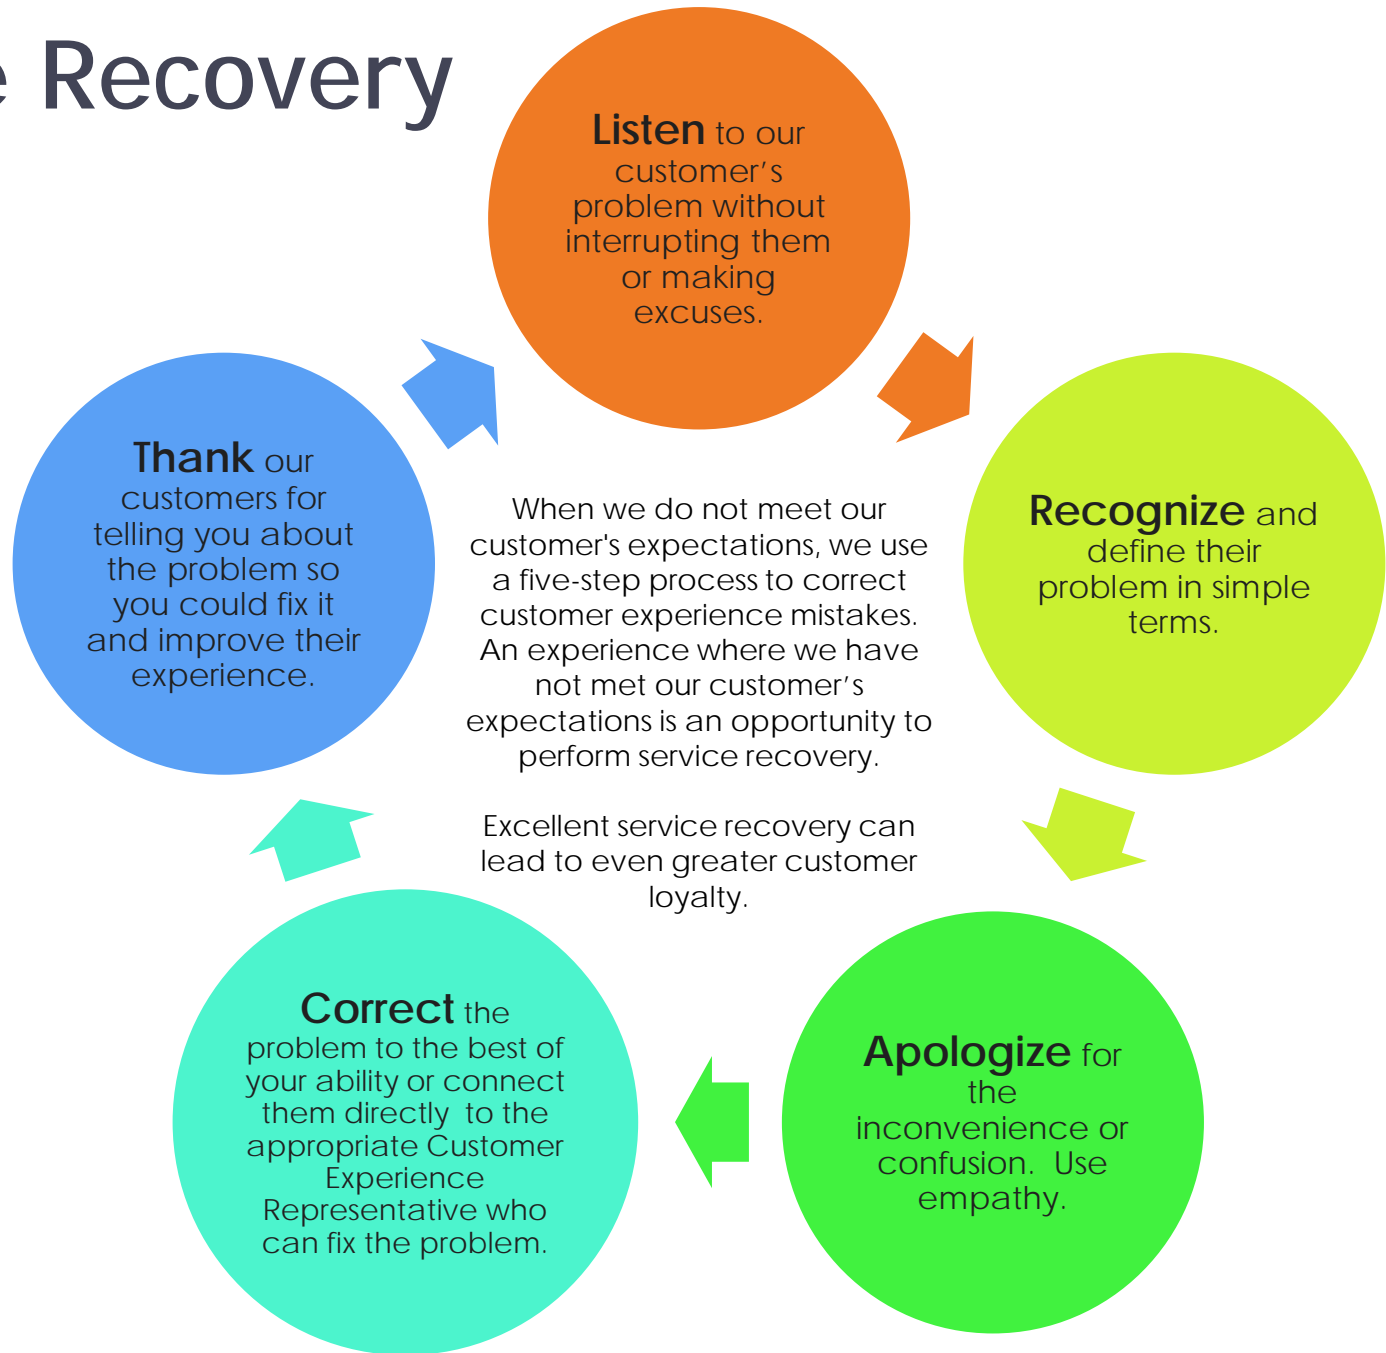 e Recovery
Listen to our
customer’s
problem without
interrupting them
or making
excuses.
Recognize and
define their
problem in simple
terms.
Apologize for
the
inconvenience or
confusion.  Use
empathy.
Correct the
problem to the best of
your ability or connect
them directly  to the
appropriate Customer
Experience
Representative who
can fix the problem.
Thank our
customers for
telling you about
the problem so
you could fix it
and improve their
experience.
When we do not meet our
customer's expectations, we use
a five-step process to correct
customer experience mistakes.
An experience where we have
not met our customer’s
expectations is an opportunity to
perform service recovery.
Excellent service recovery can
lead to even greater customer
loyalty.